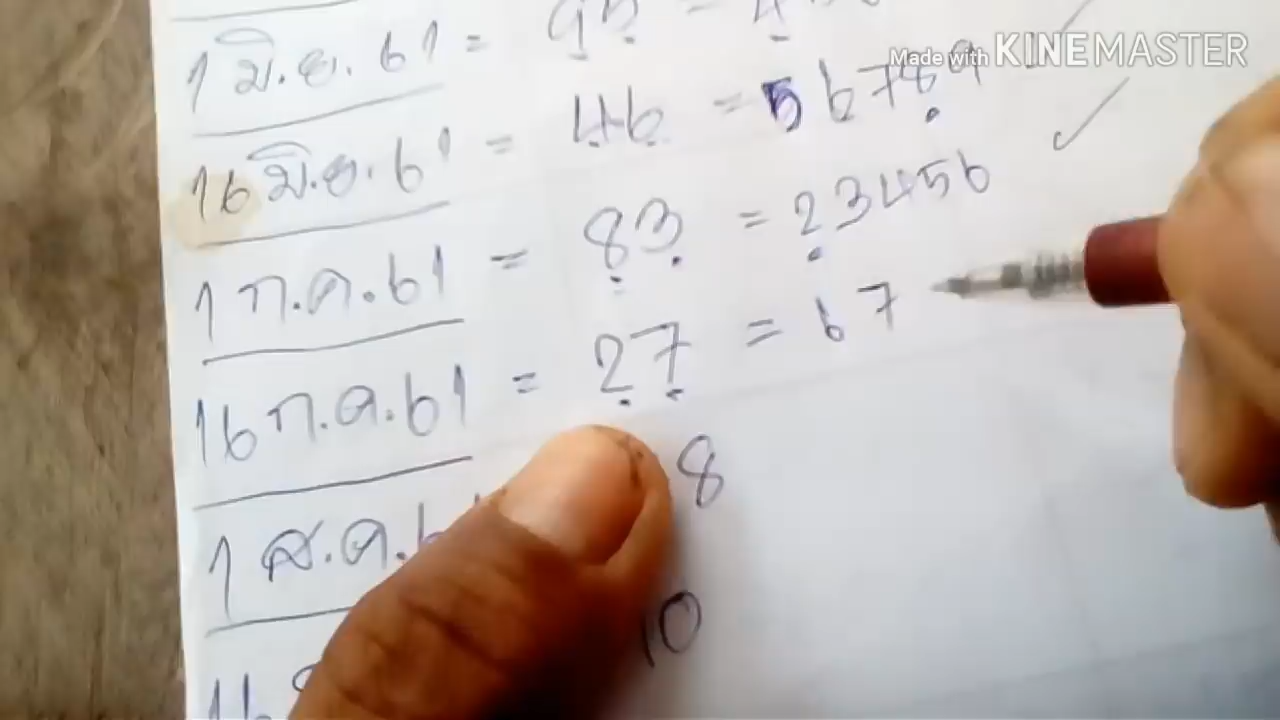 Made with KINEMASTER
1 มิ.ย. 61 =
16 มิ.ย. 61 = 46 = 56789
1 ก.ค. 61 = 83 = 23456
16 ก.ค. 61 = 27 = 67
1 ส.ค. 8
16 10